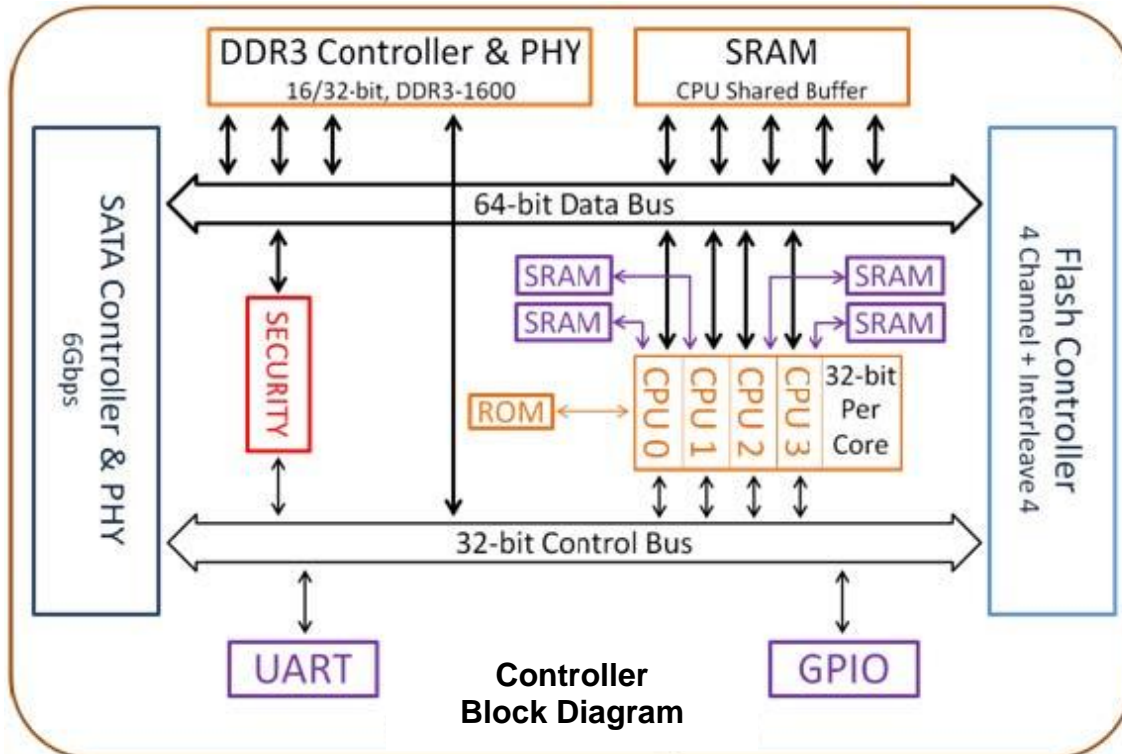 DDR3 Controller & PHY
16/32-bit, DDR3-1600
SRAM
CPU Shared Buffer
SATA Controller & PHY
6Gbps
64-bit Data Bus
Flash Controller
4 Channel + Interleave 4
SECURITY
SRAM
SRAM
SRAM
SRAM
ROM
CPU 0
CPU 1
CPU 2
CPU 3
32-bit
Per
Core
32-bit Control Bus
UART
Controller
Block Diagram
GPIO